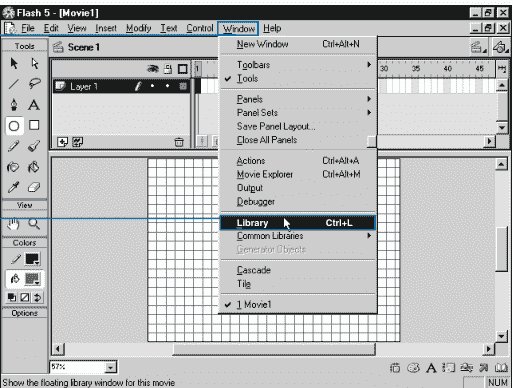 Flash 5 - [Movie1]
File Edit View Insert Modify Text Control Window Help
Tools
Scene 1
Layer 1
1
30 35 40 45
New Window Ctrl+Alt+N
Toolbars
Tools
Panels
Panel Sets
Save Panel Layout...
Close All Panels
Actions Ctrl+Alt+A
Movie Explorer Ctrl+Alt+M
Output
Debugger
Library Ctrl+L
Common Libraries
Generator Objects
Cascade
Tile
1 Movie1
View
Colors
Options
57%
Show the floating library window for this movie
NUM